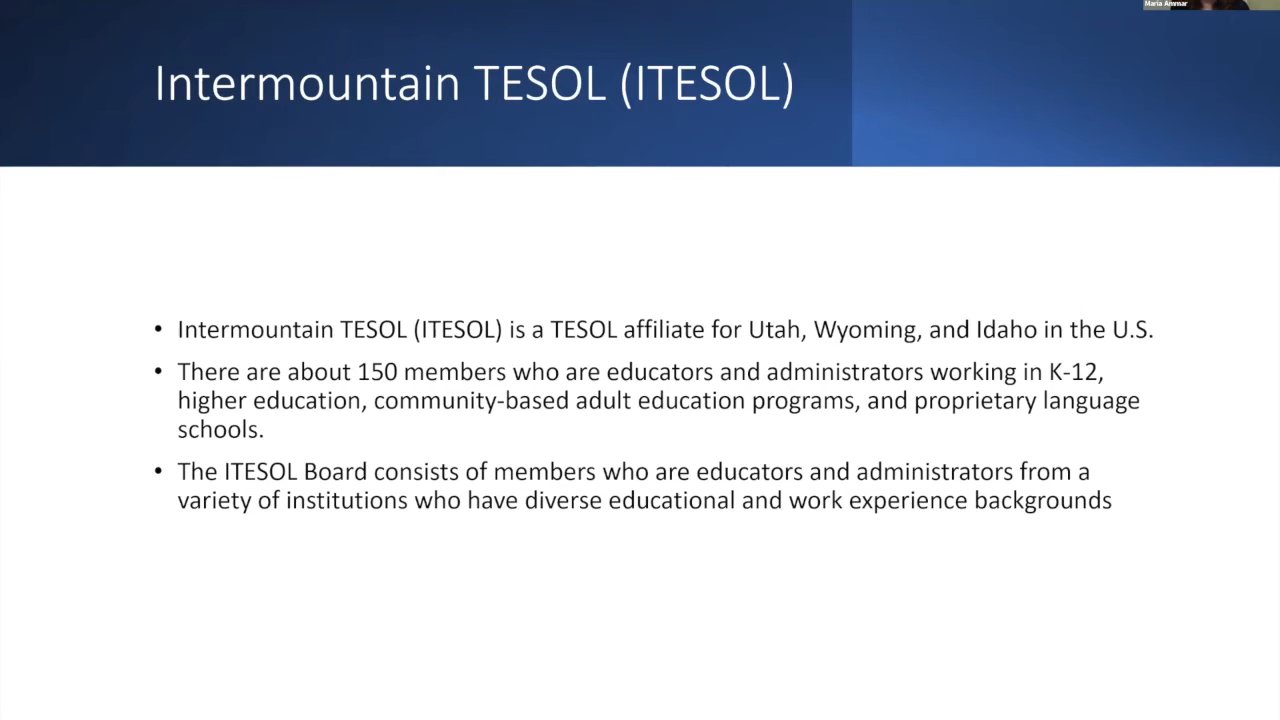 Maria Ammar
Intermountain TESOL (ITESOL)
• Intermountain TESOL (ITESOL) is a TESOL affiliate for Utah, Wyoming, and Idaho in the U.S.
• There are about 150 members who are educators and administrators working in K-12,
higher education, community-based adult education programs, and proprietary language
schools.
• The ITESOL Board consists of members who are educators and administrators from a
variety of institutions who have diverse educational and work experience backgrounds